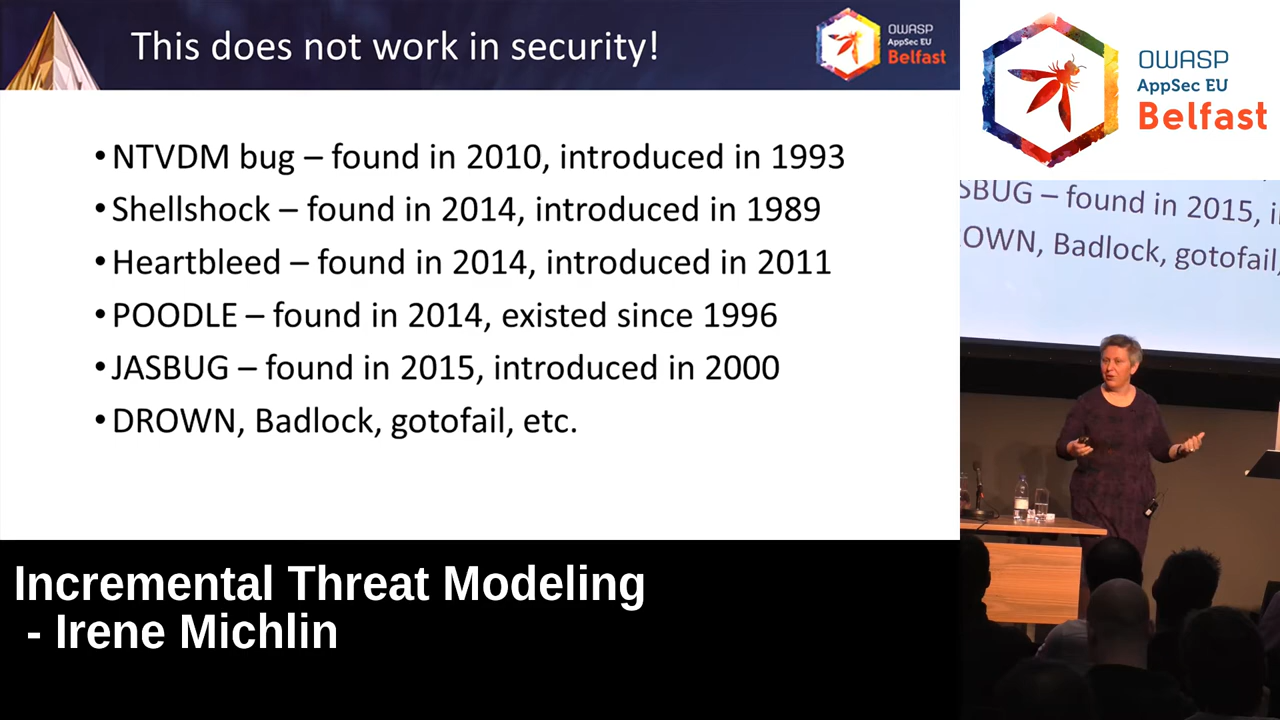 This does not work in security!
OWASP
AppSec EU
Belfast
• NTVDM bug – found in 2010, introduced in 1993
• Shellshock – found in 2014, introduced in 1989
• Heartbleed – found in 2014, introduced in 2011
• POODLE – found in 2014, existed since 1996
• JASBUG – found in 2015, introduced in 2000
• DROWN, Badlock, gotofail, etc.
OWASP
AppSec EU
Belfast
SBUG – found in 2015, i
OWN, Badlock, gotofail,
Incremental Threat Modeling
- Irene Michlin